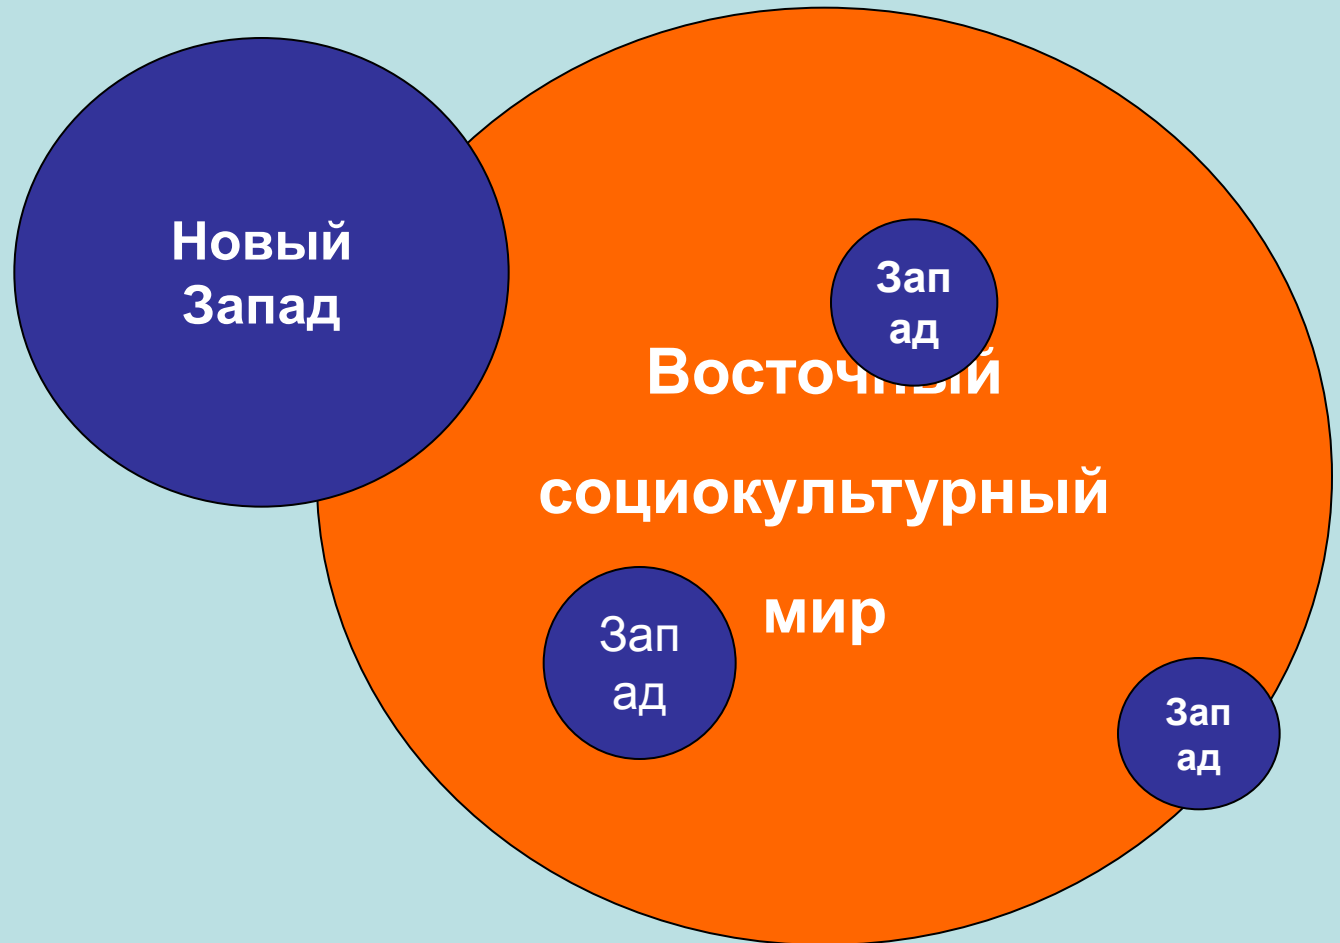 Новый
Запад
Зап
ад
Восточный
социокультурный
мир
Зап
ад
Зап
ад